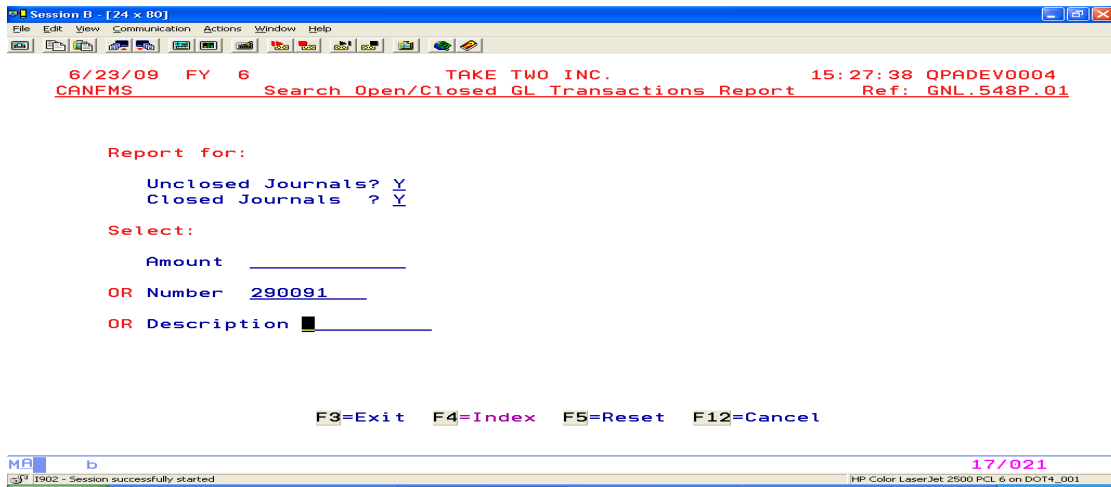 Session B - [24 x 80]
File Edit View Communication Actions Window Help
6/23/09 FY 6 TAKE TWO INC. 15:27:38 QPADEV0004
CANFMS Search Open/Closed GL Transactions Report Ref: GNL.548P.01
Report for:
Unclosed Journals? Y
Closed Journals ? Y
Select:
Amount
OR Number 290091
OR Description
F3=Exit F4=Index F5=Reset F12=Cancel
MA b 17/021
I902 - Session successfully started HP Color LaserJet 2500 PCL 6 on DOT4_001